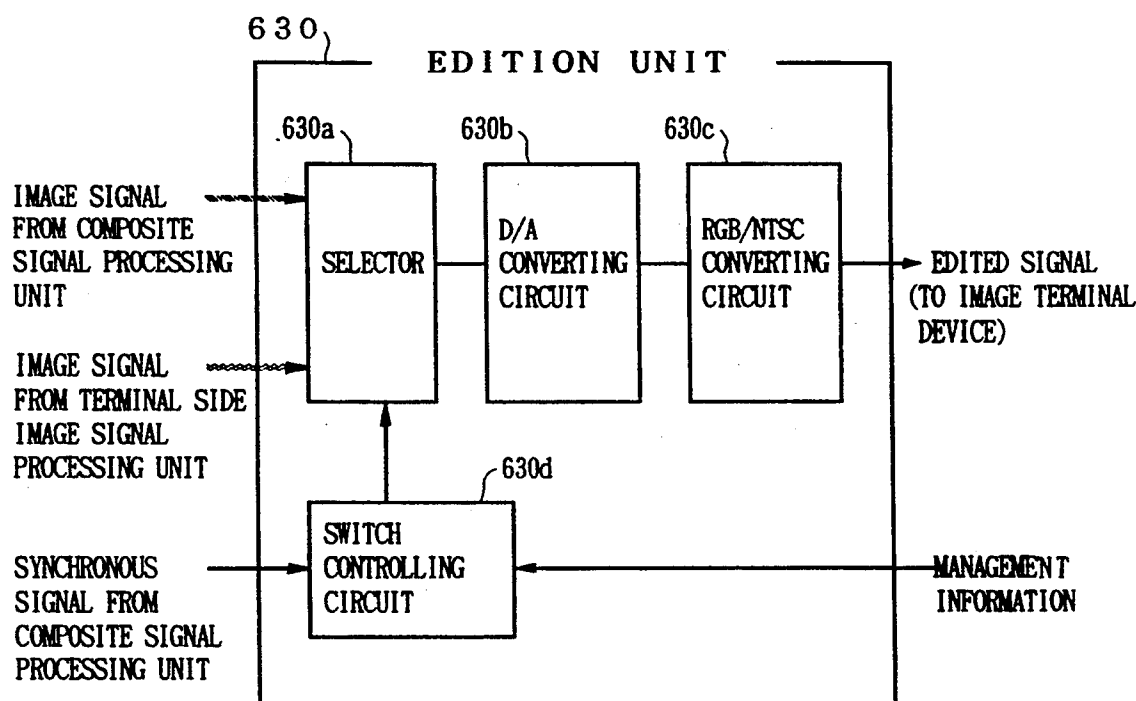 630
EDITION UNIT
630a
630b
630c
IMAGE SIGNAL
FROM COMPOSITE
SIGNAL PROCESSING
UNIT
SELECTOR
D/A
CONVERTING
CIRCUIT
RGB/NTSC
CONVERTING
CIRCUIT
EDITED SIGNAL
(TO IMAGE TERMINAL
DEVICE)
IMAGE SIGNAL
FROM TERMINAL SIDE
IMAGE SIGNAL
PROCESSING UNIT
630d
SWITCH
CONTROLLING
CIRCUIT
SYNCHRONOUS
SIGNAL FROM
COMPOSITE SIGNAL
PROCESSING UNIT
MANAGEMENT
INFORMATION